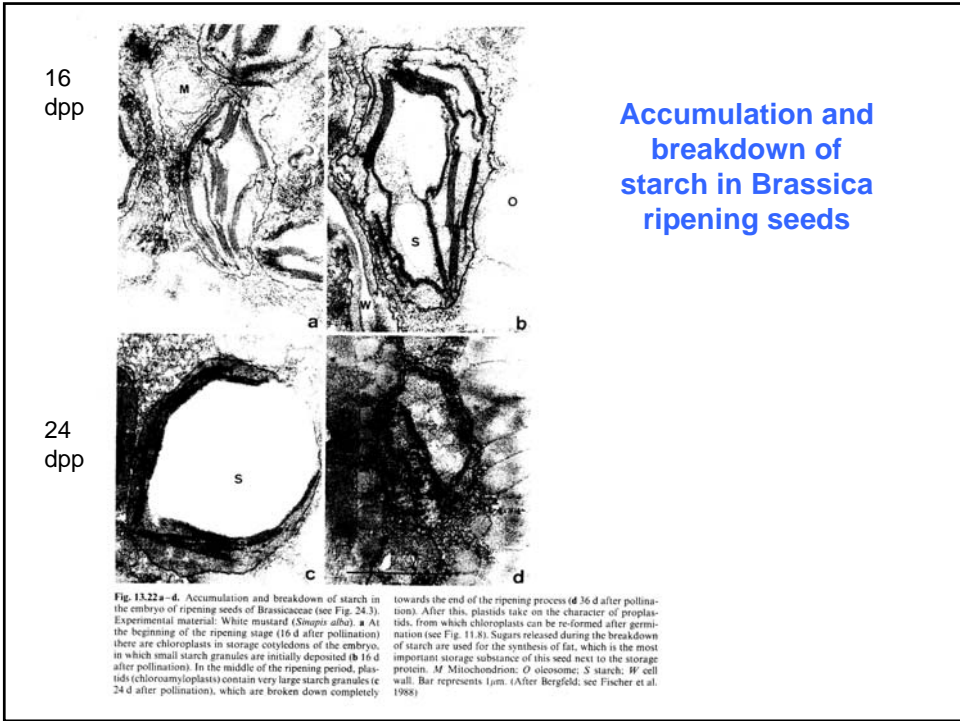 16
dpp
Accumulation and
breakdown of
starch in Brassica
ripening seeds
M
W
a
O
S
W
b
24
dpp
S
c
d
Fig. 13.22 a–d. Accumulation and breakdown of starch in
the embryo of ripening seeds of Brassicaceae (see Fig. 24.3).
Experimental material: White mustard (Sinapis alba). a At
the beginning of the ripening stage (16 d after pollination)
there are chloroplasts in storage cotyledons of the embryo,
in which small starch granules are initially deposited (b 16 d
after pollination). In the middle of the ripening period, plas-
tids (chloroamyloplasts) contain very large starch granules (c
24 d after pollination), which are broken down completely
towards the end of the ripening process (d 36 d after pollina-
tion). After this, plastids take on the character of proplas-
tids, from which chloroplasts can be re-formed after germi-
nation (see Fig. 11.8). Sugars released during the breakdown
of starch are used for the synthesis of fat, which is the most
important storage substance of this seed next to the storage
protein. M Mitochondrion; O oleosome; S starch; W cell
wall. Bar represents 1μm. (After Bergfeld; see Fischer et al.
1988)